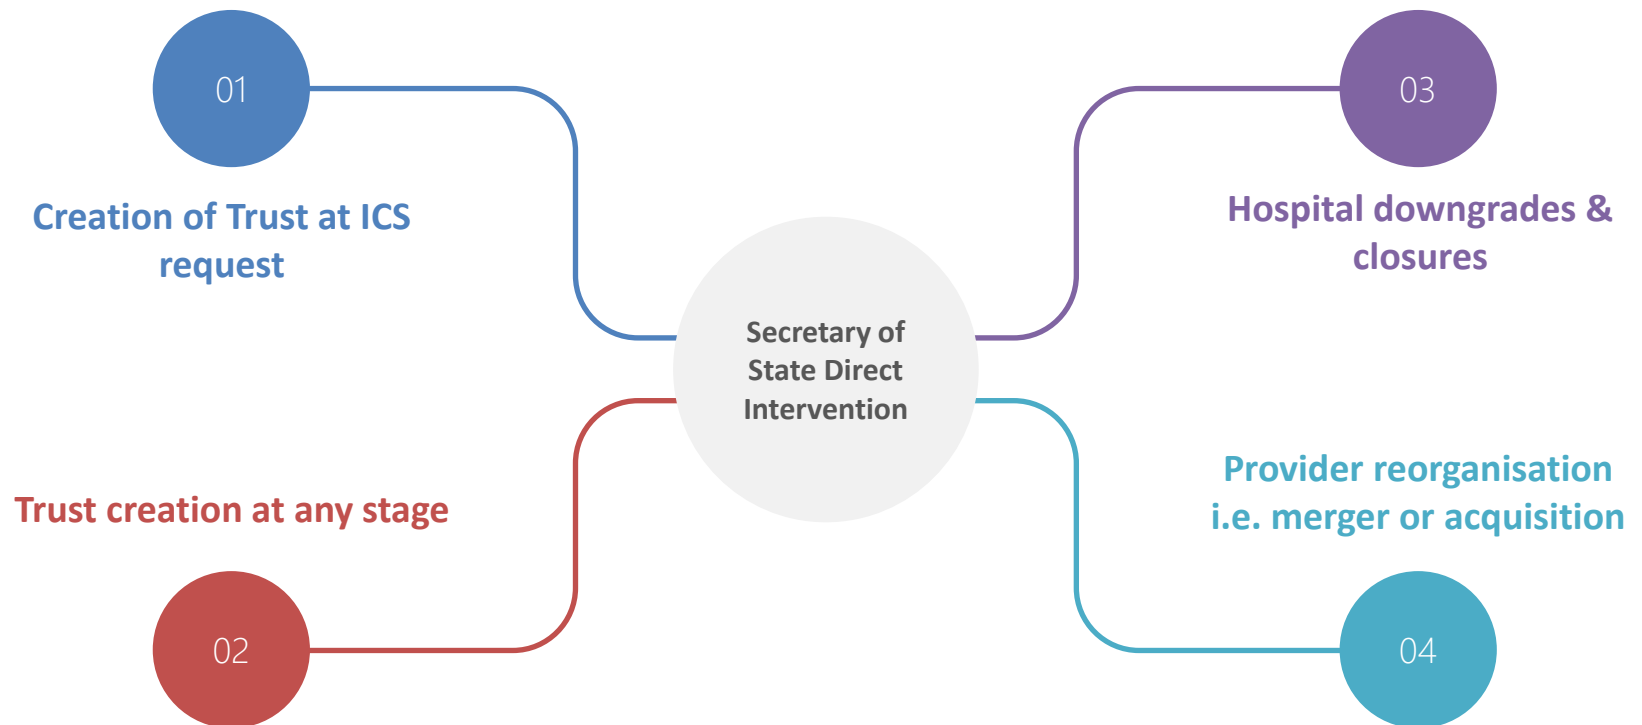 01
Creation of Trust at ICS
request
Trust creation at any stage
02
Secretary of
State Direct
Intervention
03
Hospital downgrades &
closures
Provider reorganisation
i.e. merger or acquisition
04